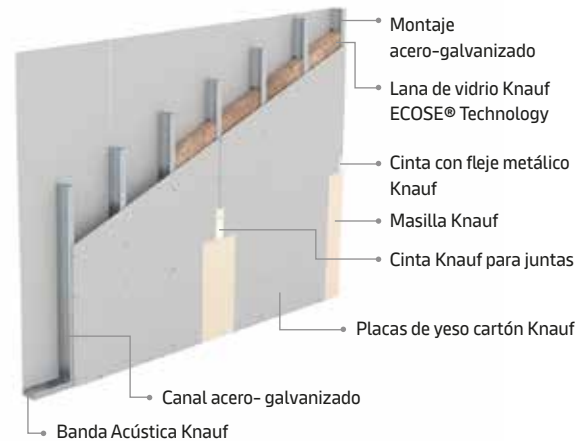 Montaje
acero-galvanizado
Lana de vidrio Knauf
ECOSE® Technology
Cinta con fleje metálico
Knauf
Masilla Knauf
Cinta Knauf para juntas
Placas de yeso cartón Knauf
Canal acero- galvanizado
Banda Acústica Knauf